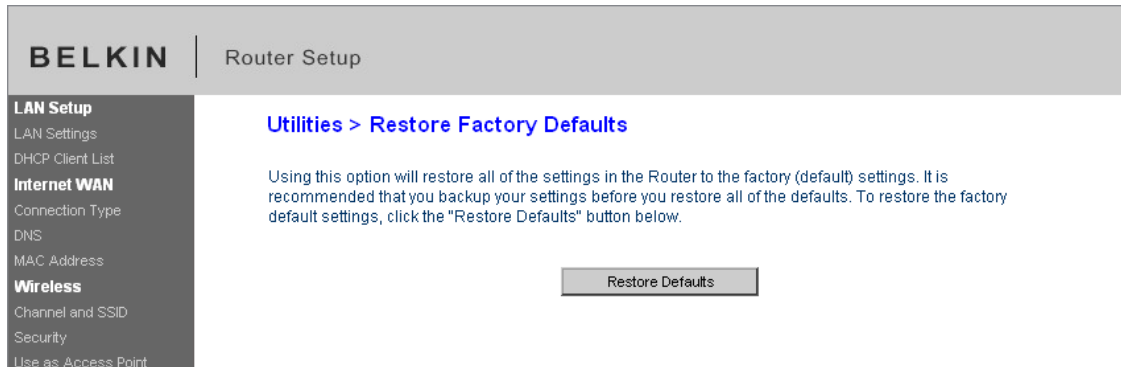 BELKIN
Router Setup
LAN Setup
LAN Settings
DHCP Client List
Internet WAN
Connection Type
DNS
MAC Address
Wireless
Channel and SSID
Security
Use as Access Point
Utilities > Restore Factory Defaults
Using this option will restore all of the settings in the Router to the factory (default) settings. It is
recommended that you backup your settings before you restore all of the defaults. To restore the factory
default settings, click the "Restore Defaults" button below.
Restore Defaults